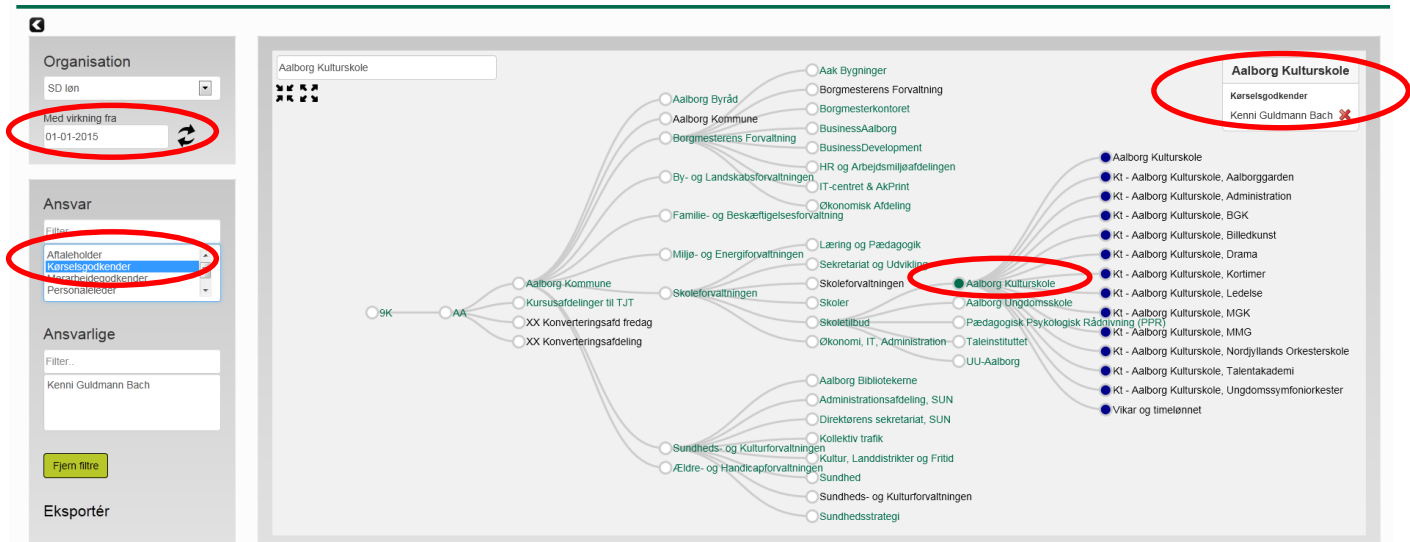 Organisation
SD løn
Med virkning fra
01-01-2015
Ansvar
Filter..
Aftaleholder
Kørselsgodkender
Merarbejdegodkender
Personaleleder
Ansvarlige
Filter..
Kenni Guldmann Bach
Fjern filtre
Eksportér
Aalborg Kulturskole
9K
AA
Aalborg Kommune
Kursusafdelinger til TJT
XX Konverteringsafd fredag
XX Konverteringsafdeling
Aalborg Byråd
Aalborg Kommune
Borgmesterens Forvaltning
By- og Landskabsforvaltningen
Familie- og Beskæftigelsesforvaltning
Miljø- og Energiforvaltningen
Skoleforvaltningen
Sundheds- og Kulturforvaltningen
Ældre- og Handicapforvaltningen
Aak Bygninger
Borgmesterens Forvaltning
Borgmesterkontoret
BusinessAalborg
BusinessDevelopment
HR og Arbejdsmiljøafdelingen
IT-centret & AkPrint
Økonomisk Afdeling
Læring og Pædagogik
Sekretariat og Udvikling
Skoleforvaltningen
Skoler
Skoletilbud
Økonomi, IT, Administration
Aalborg Bibliotekerne
Administrationsafdeling, SUN
Direktørens sekretariat, SUN
Kollektiv trafik
Kultur, Landdistrikter og Fritid
Sundhed
Sundheds- og Kulturforvaltningen
Sundhedsstrategi
Aalborg Kulturskole
Aalborg Ungdomsskole
Pædagogisk Psykologisk Rådgivning (PPR)
Taleinstituttet
UU-Aalborg
Aalborg Kulturskole
Kt - Aalborg Kulturskole, Aalborggarden
Kt - Aalborg Kulturskole, Administration
Kt - Aalborg Kulturskole, BGK
Kt - Aalborg Kulturskole, Billedkunst
Kt - Aalborg Kulturskole, Drama
Kt - Aalborg Kulturskole, Kortimer
Kt - Aalborg Kulturskole, Ledelse
Kt - Aalborg Kulturskole, MGK
Kt - Aalborg Kulturskole, MMG
Kt - Aalborg Kulturskole, Nordjyllands Orkesterskole
Kt - Aalborg Kulturskole, Talentakademi
Kt - Aalborg Kulturskole, Ungdomssymfoniorkester
Vikar og timelønnet
Aalborg Kulturskole
Kørselsgodkender
Kenni Guldmann Bach